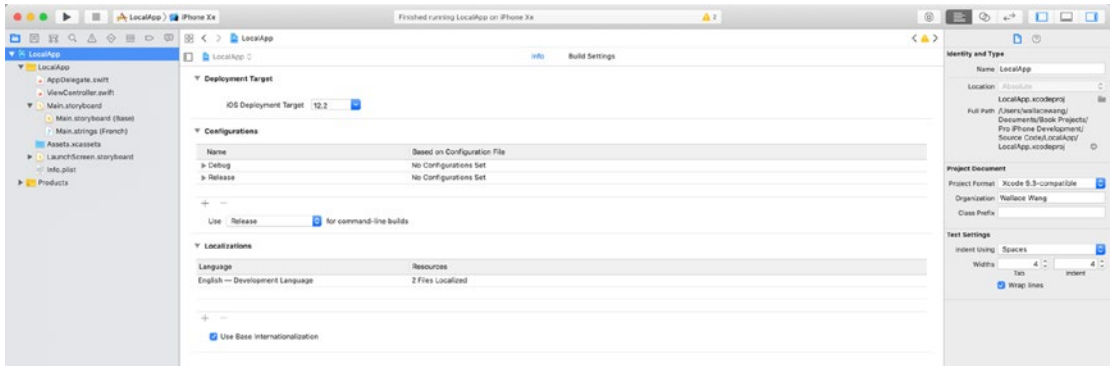 LocalApp iPhone Xʀ Finished running LocalApp on iPhone Xʀ 2
LocalApp
LocalApp
AppDelegate.swift
ViewController.swift
Main.storyboard
Main.storyboard (Base)
Main.strings (French)
Assets.xcassets
LaunchScreen.storyboard
Info.plist
Products
LocalApp
LocalApp Info Build Settings
Deployment Target
iOS Deployment Target 12.2
Configurations
Name Based on Configuration File
Debug No Configurations Set
Release No Configurations Set
Use Release for command-line builds
Localizations
Language Resources
English — Development Language 2 Files Localized
Use Base Internationalization
Identity and Type
Name LocalApp
Location Absolute
LocalApp.xcodeproj
Full Path /Users/wallacewang/
Documents/Book Projects/
Pro iPhone Development/
Source Code/LocalApp/
LocalApp.xcodeproj
Project Document
Project Format Xcode 9.3-compatible
Organization Wallace Wang
Class Prefix
Text Settings
Indent Using Spaces
Widths 4 4
Tab Indent
Wrap lines